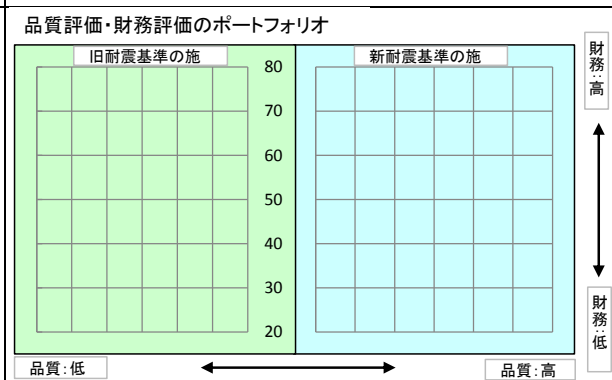 品質評価・財務評価のポートフォリオ
旧耐震基準の施
新耐震基準の施
80
70
60
50
40
30
20
財務:高
財務:低
品質:低
品質:高